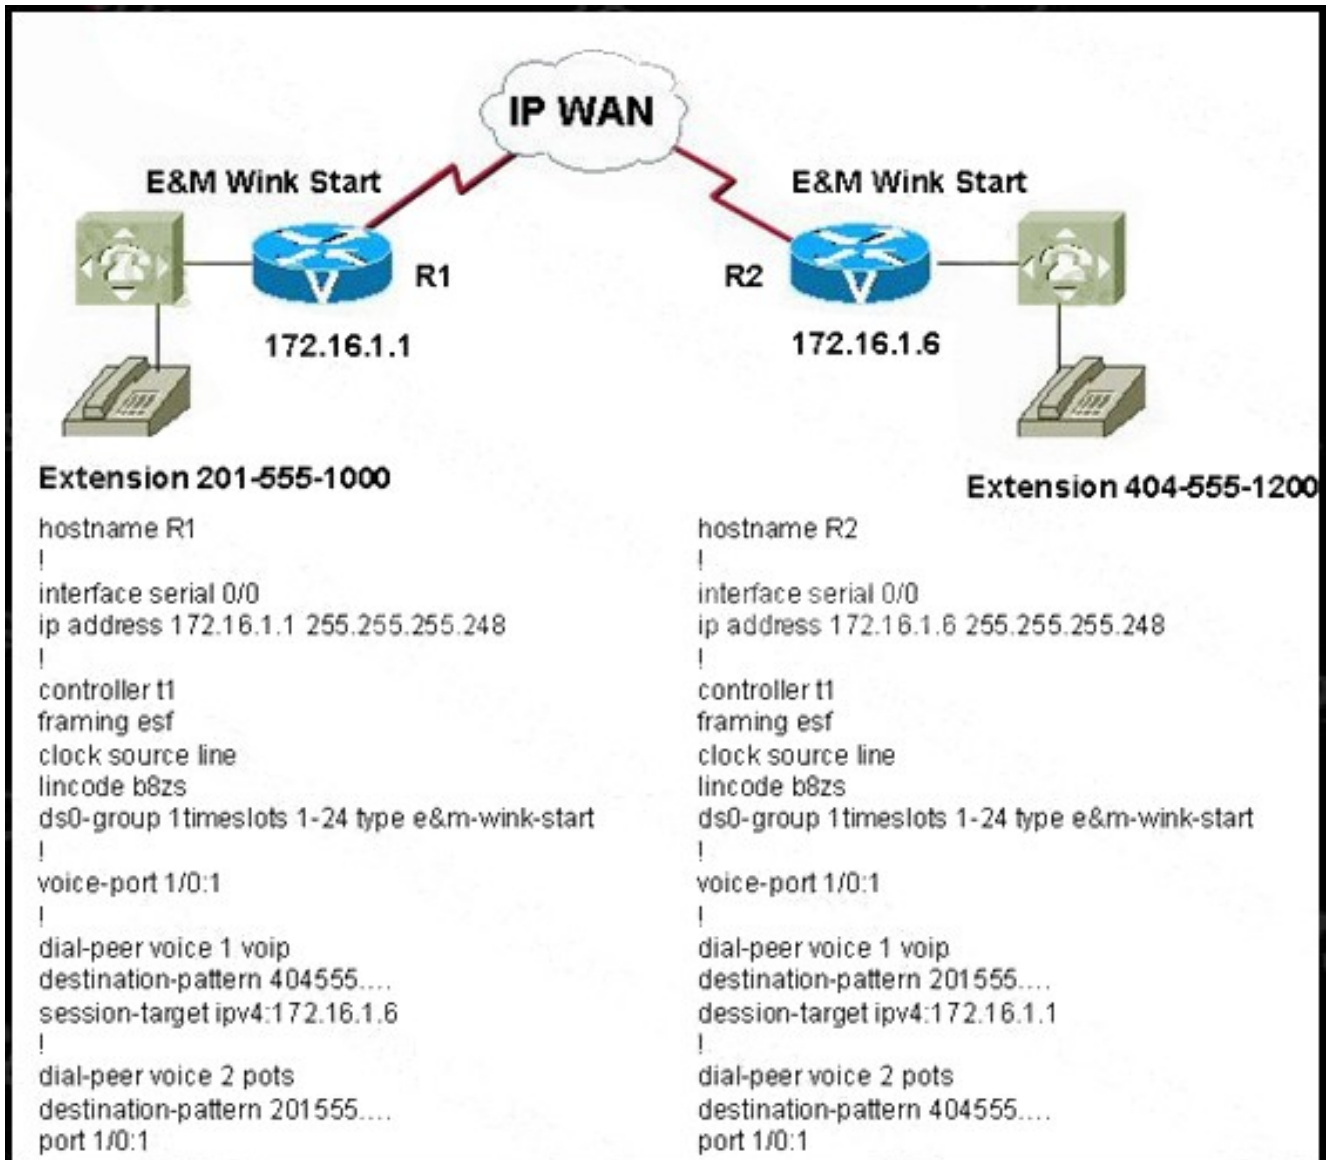 IP WAN
E&M Wink Start
E&M Wink Start
R1
R2
172.16.1.1
172.16.1.6
Extension 201-555-1000
Extension 404-555-1200
hostname R1
!
interface serial 0/0
ip address 172.16.1.1 255.255.255.248
!
controller t1
framing esf
clock source line
lincode b8zs
ds0-group 1timeslots 1-24 type e&m-wink-start
!
voice-port 1/0:1
!
dial-peer voice 1 voip
destination-pattern 404555....
session-target ipv4:172.16.1.6
!
dial-peer voice 2 pots
destination-pattern 201555....
port 1/0:1
hostname R2
!
interface serial 0/0
ip address 172.16.1.6 255.255.255.248
!
controller t1
framing esf
clock source line
lincode b8zs
ds0-group 1timeslots 1-24 type e&m-wink-start
!
voice-port 1/0:1
!
dial-peer voice 1 voip
destination-pattern 201555....
dession-target ipv4:172.16.1.1
!
dial-peer voice 2 pots
destination-pattern 404555....
port 1/0:1